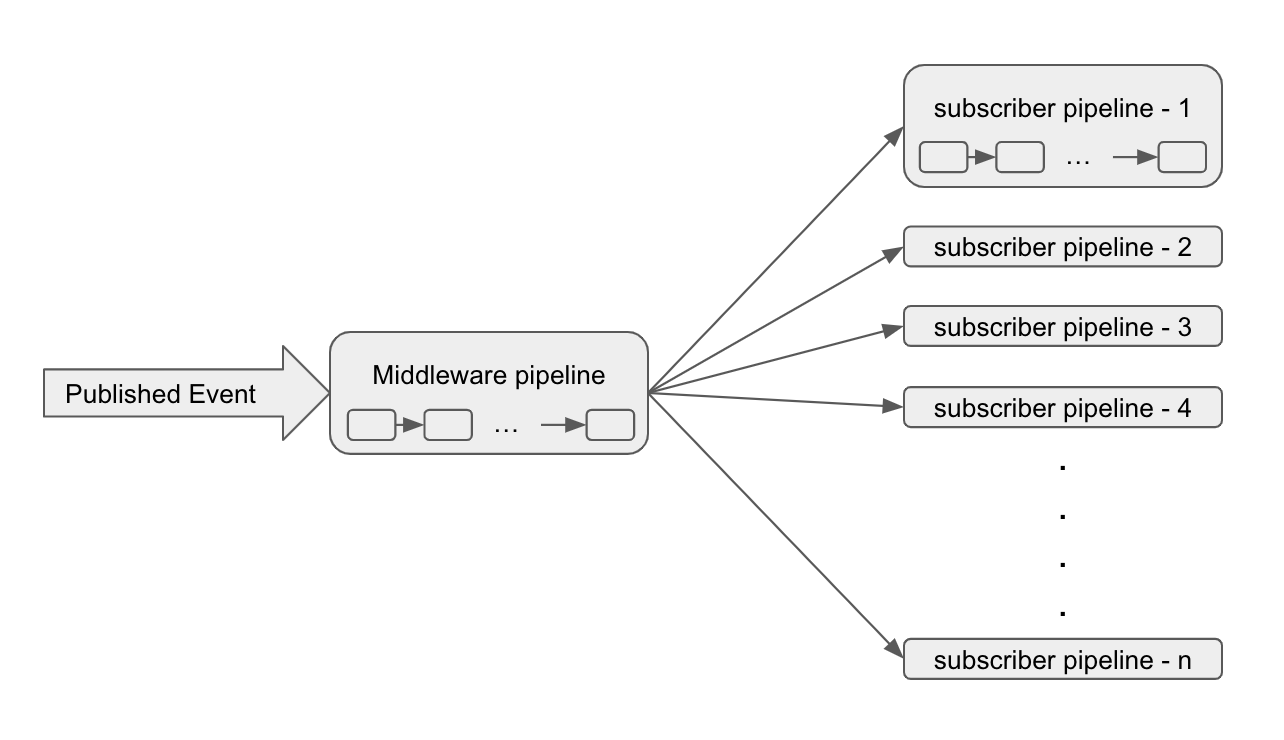 Published Event
Middleware pipeline
...
subscriber pipeline - 1
...
subscriber pipeline - 2
subscriber pipeline - 3
subscriber pipeline - 4
.
.
.
.
subscriber pipeline - n